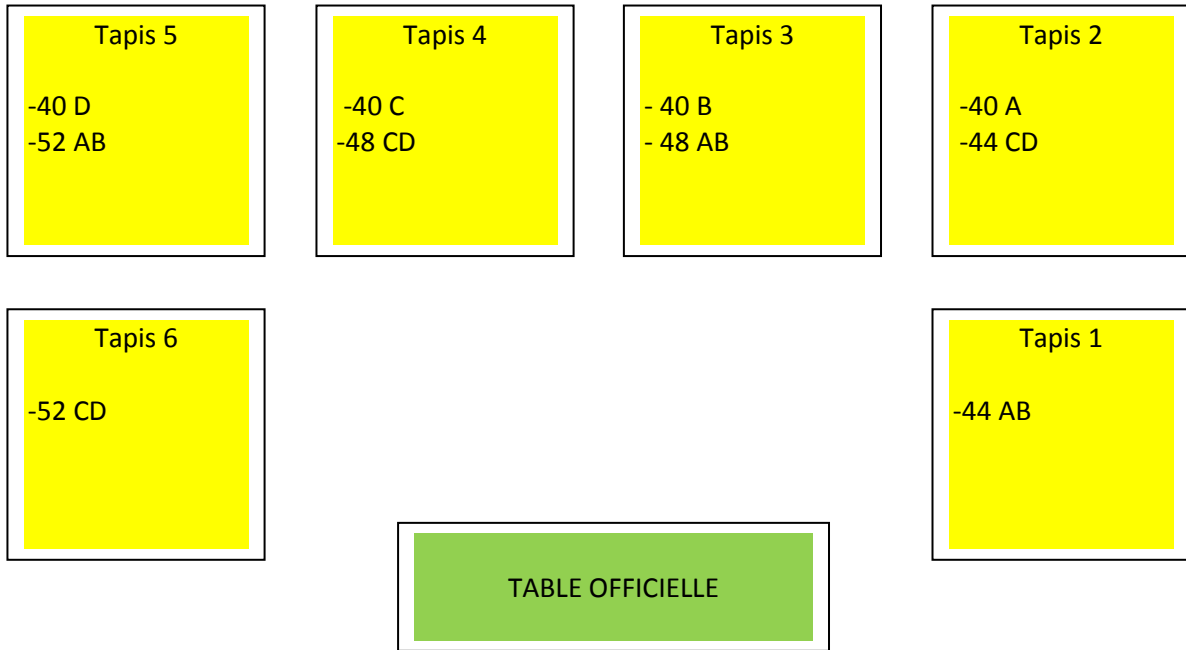 Tapis 5
-40 D
-52 AB
Tapis 4
-40 C
-48 CD
Tapis 3
- 40 B
- 48 AB
Tapis 2
-40 A
-44 CD
Tapis 6
-52 CD
Tapis 1
-44 AB
TABLE OFFICIELLE